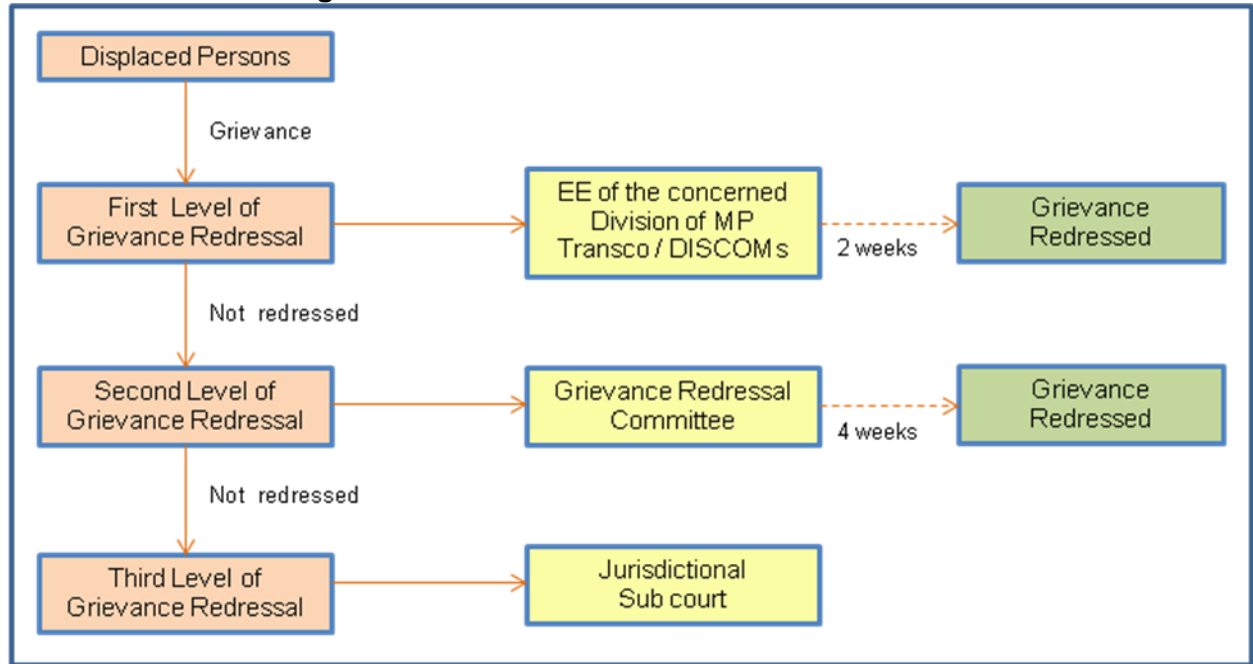 Displaced Persons
Grievance
First Level of
Grievance Redressal
EE of the concerned
Division of MP
Transco / DISCOMs
2 weeks
Grievance
Redressed
Not redressed
Second Level of
Grievance Redressal
Grievance Redressal
Committee
4 weeks
Grievance
Redressed
Not redressed
Third Level of
Grievance Redressal
Jurisdictional
Sub court